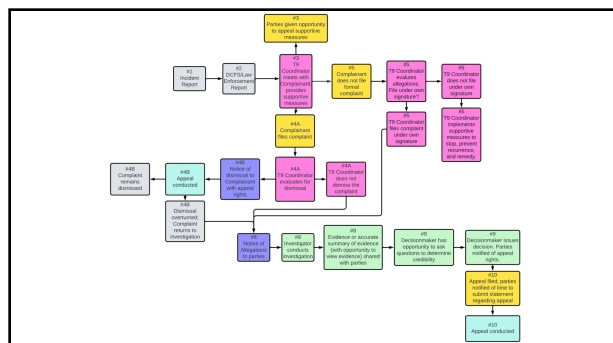 #3
Parties given opportunity
to appeal supportive
measures
#1
Incident
Report
#2
DCFS/Law
Enforcement
Report
#3
T9
Coordinator
meets with
Complainant,
provides
supportive
measures
#5
Complainant
does not file
formal
complaint
#5
T9 Coordinator
evaluates
allegations.
File under own
signature?
#5
T9 Coordinator
does not file
under own
signature
#5
T9 Coordinator
files complaint
under own
signature
#5
T9 Coordinator
implements
supportive
measures to
stop, prevent
recurrence,
and remedy.
#4A
Complainant
files complaint
#4B
Complaint
remains
dismissed
#4B
Appeal
conducted
#4B
Notice of
dismissal to
Complainant
with appeal
rights
#4A
T9 Coordinator
evaluates for
dismissal
#4A
T9 Coordinator
does not
dismiss the
complaint
#4B
Dismissal
overturned;
Complaint
returns to
investigation
#6
Notice of
Allegations to
parties
#8
Investigator
conducts
investigation
#8
Evidence or accurate
summary of evidence
(with opportunity to
view evidence) shared
with parties
#9
Decisionmaker has
opportunity to ask
questions to determine
credibility
#9
Decisionmaker issues
decision. Parties
notified of appeal
rights.
#10
Appeal filed; parties
notified of time to
submit statement
regarding appeal
#10
Appeal conducted